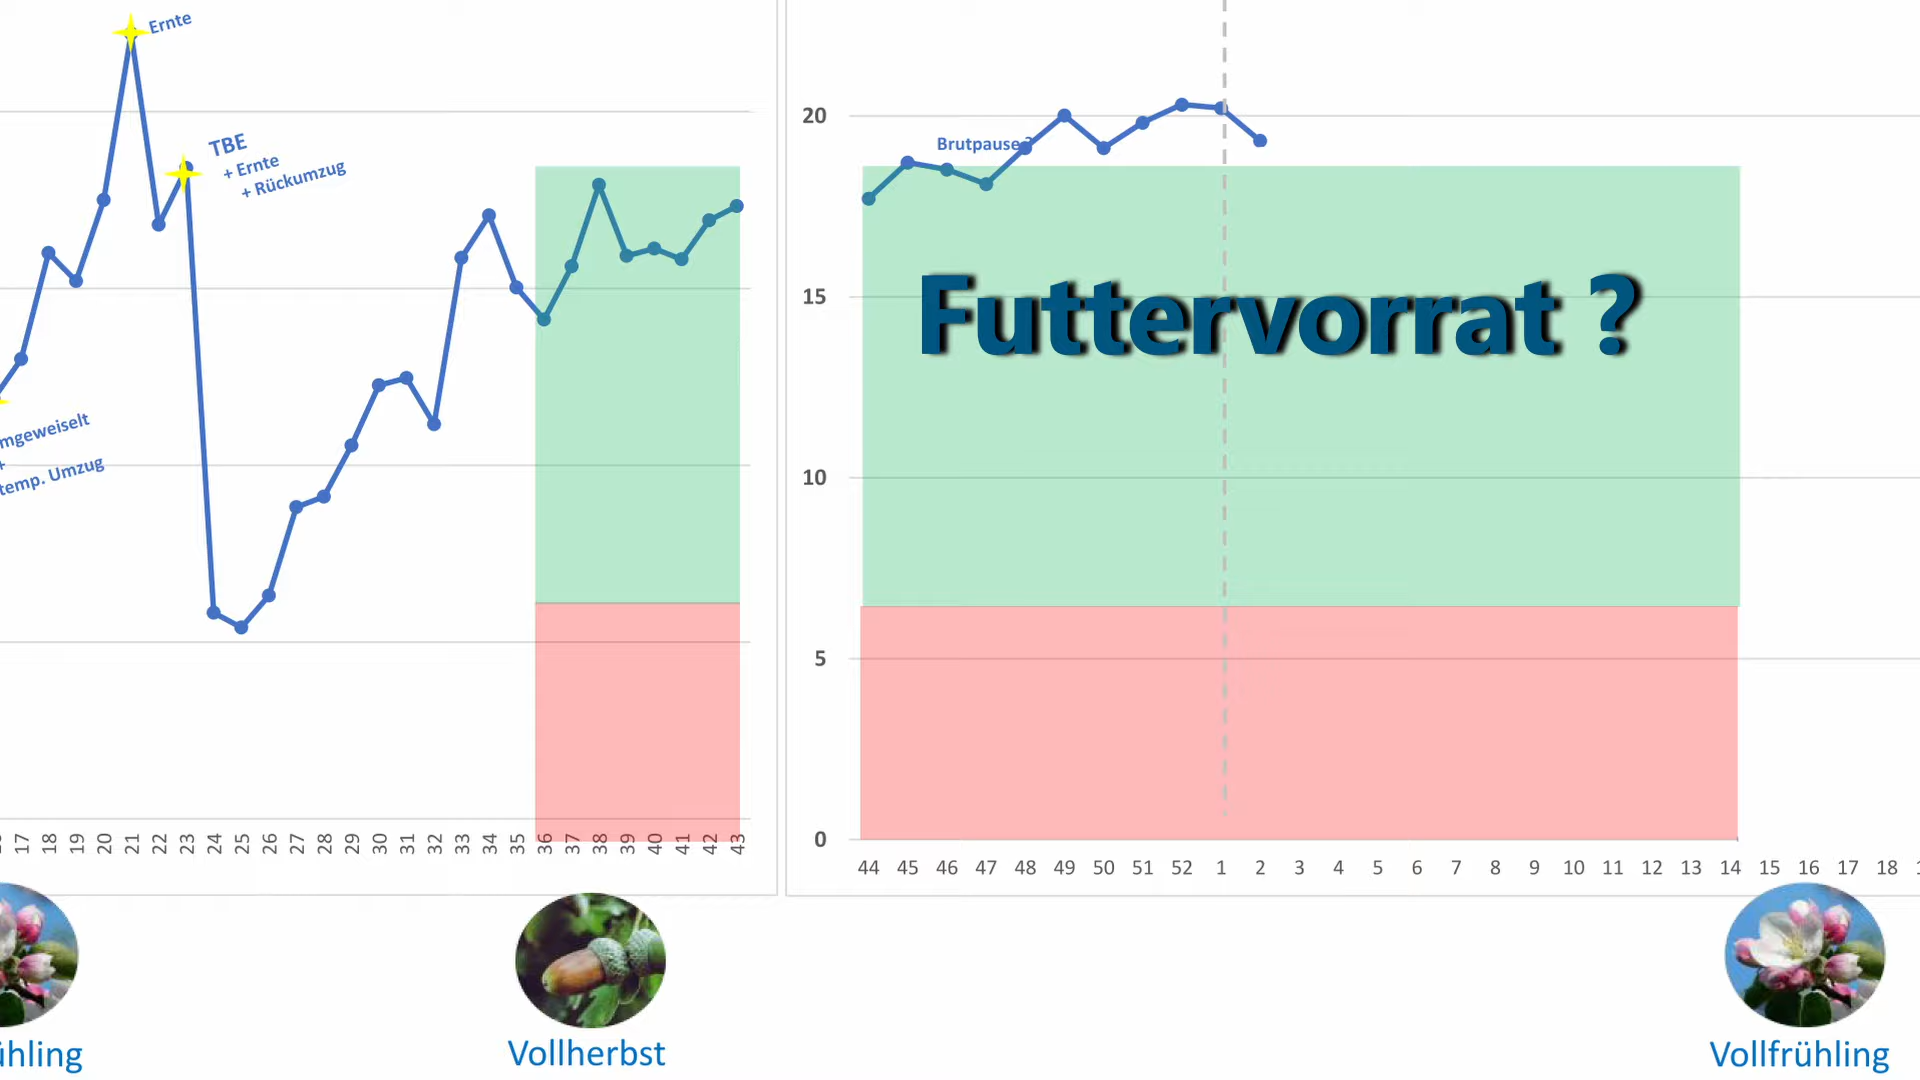 Ernte
TBE
+ Ernte
+ Rückumzug
mgeweiselt
+
temp. Umzug
17 18 19 20 21 22 23 24 25 26 27 28 29 30 31 32 33 34 35 36 37 38 39 40 41 42 43
20
15
10
5
0
Brutpause ?
Futtervorrat ?
44 45 46 47 48 49 50 51 52 1 2 3 4 5 6 7 8 9 10 11 12 13 14 15 16 17 18
ühling
Vollherbst
Vollfrühling